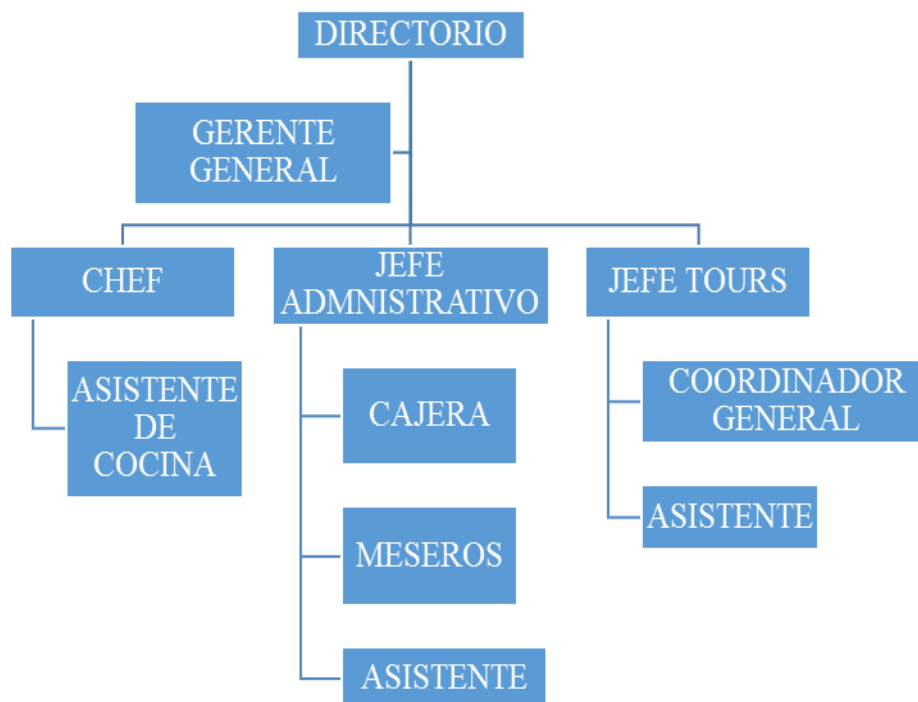 DIRECTORIO
GERENTE
GENERAL
CHEF
JEFE
ADMNISTRATIVO
JEFE TOURS
ASISTENTE
DE
COCINA
CAJERA
MESEROS
ASISTENTE
COORDINADOR
GENERAL
ASISTENTE